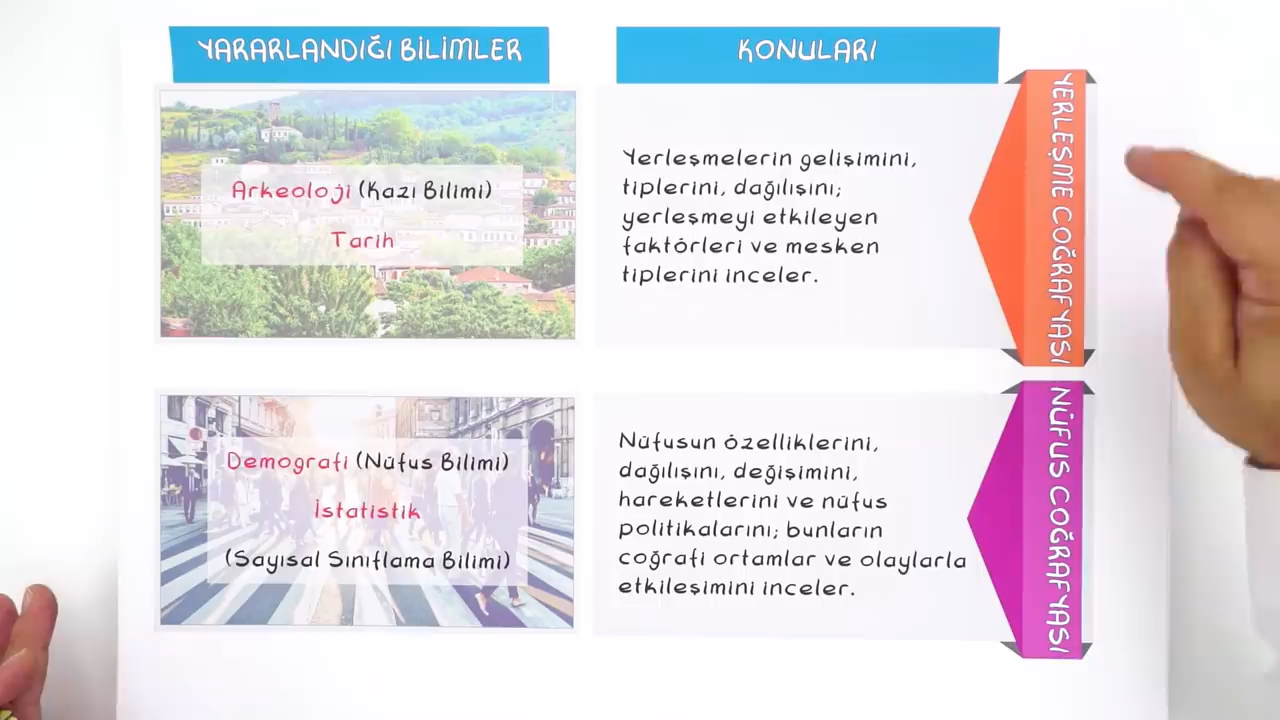 YARARLANDIĞI BİLİMLER
KONULARI
YERLEŞME COĞRAFYASI
Arkeoloji (Kazı Bilimi)
Tarih
Yerleşmelerin gelişimini,
tiplerini, dağılışını;
yerleşmeyi etkileyen
faktörleri ve mesken
tiplerini inceler.
NÜFUS COĞRAFYASI
Demografi (Nüfus Bilimi)
İstatistik
(Sayısal Sınıflama Bilimi)
Nüfusun özelliklerini,
dağılışını, değişimini,
hareketlerini ve nüfus
politikalarını; bunların
coğrafi ortamlar ve olaylarla
etkileşimini inceler.